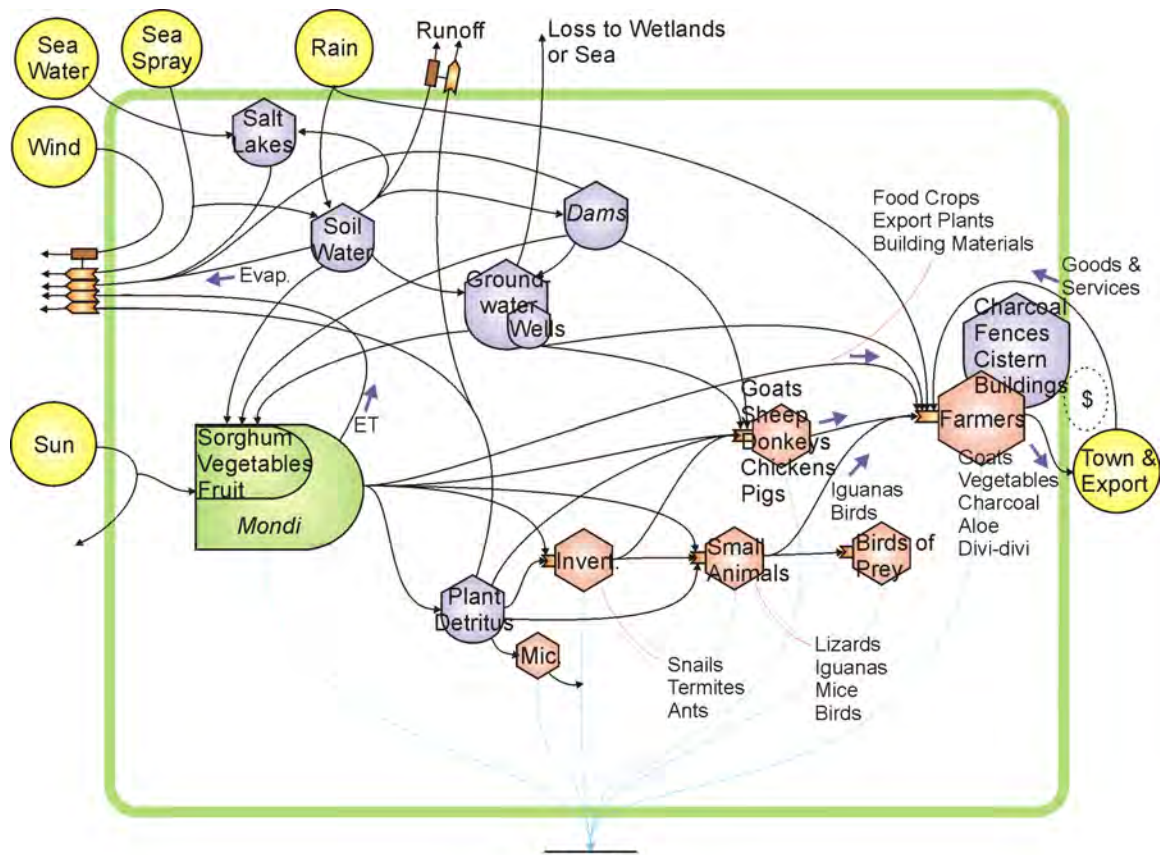 Sea
Water
Sea
Spray
Rain
Runoff
Loss to Wetlands
or Sea
Wind
Salt
Lakes
Soil
Water
Dams
Food Crops
Export Plants
Building Materials
Evap.
Ground-
water
Wells
Goods &
Services
Charcoal
Fences
Cistern
Buildings
$
Farmers
Goats
Sheep
Donkeys
Chickens
Pigs
ET
Sun
Sorghum
Vegetables
Fruit
Mondi
Town &
Export
Goats
Vegetables
Charcoal
Aloe
Divi-divi
Iguanas
Birds
Invert.
Small
Animals
Birds of
Prey
Plant
Detritus
Mic.
Snails
Termites
Ants
Lizards
Iguanas
Mice
Birds